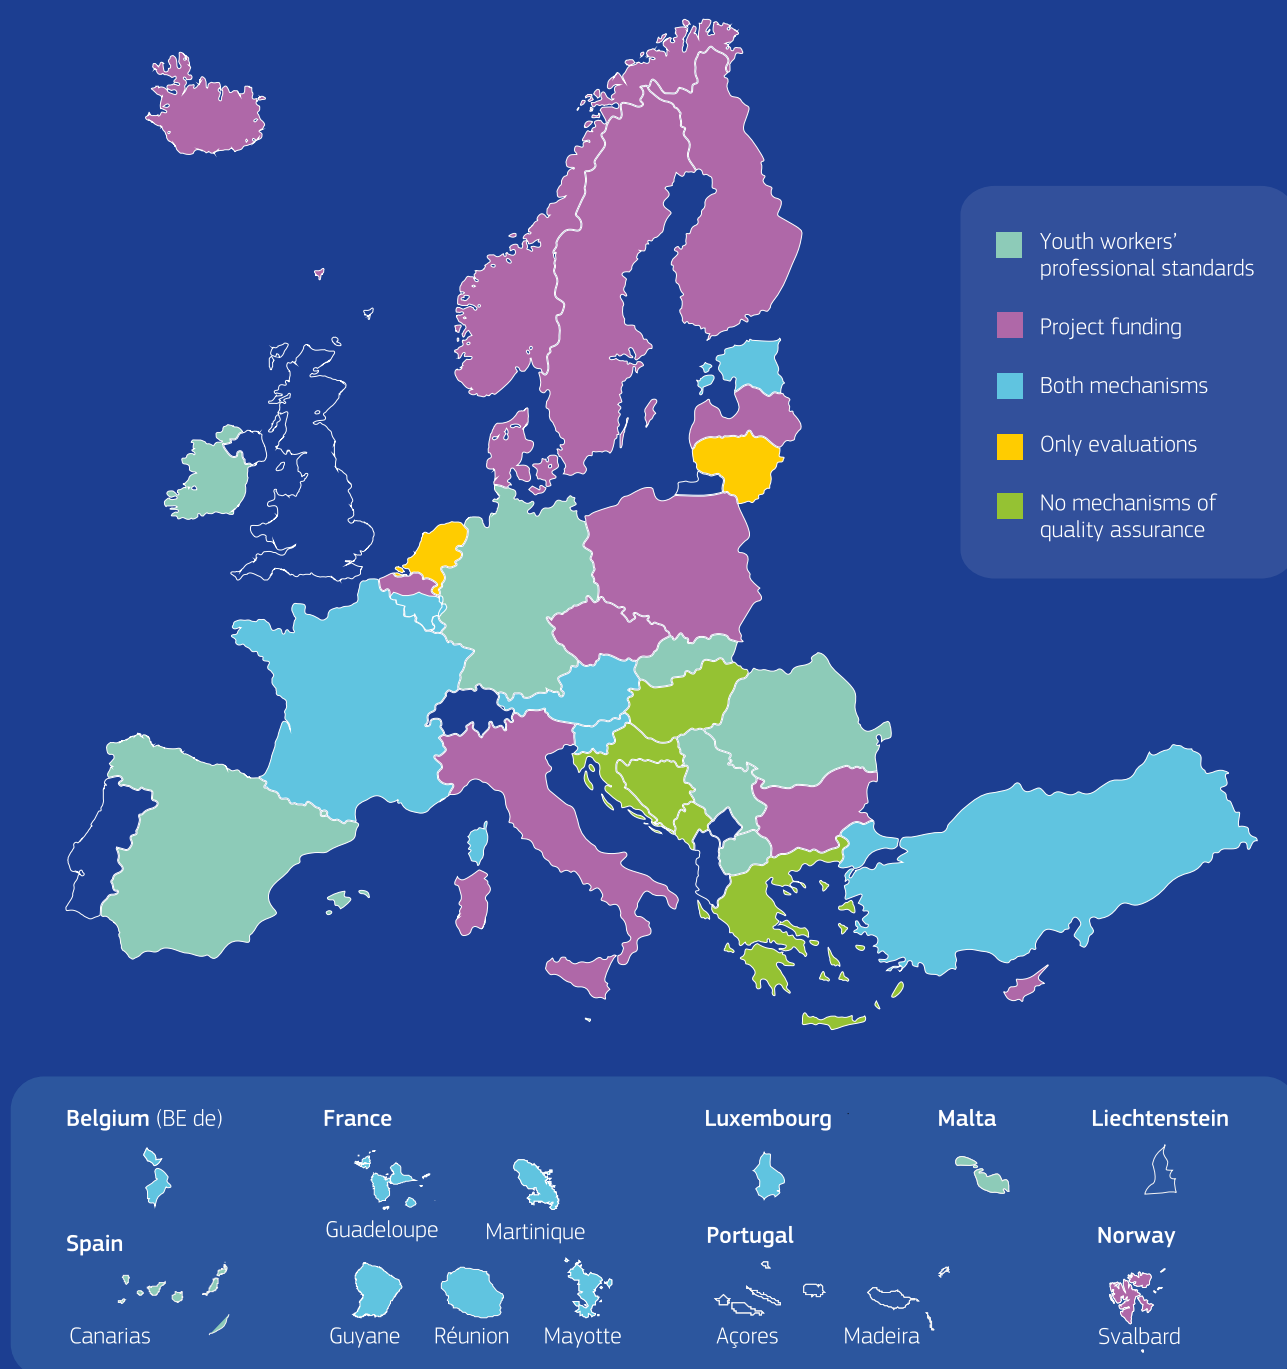 Youth workers'
professional standards
Project funding
Both mechanisms
Only evaluations
No mechanisms of
quality assurance
Belgium (BE de)
France
Luxembourg
Malta
Liechtenstein
Guadeloupe
Martinique
Spain
Portugal
Norway
Canarias
Guyane
Réunion
Mayotte
Açores
Madeira
Svalbard